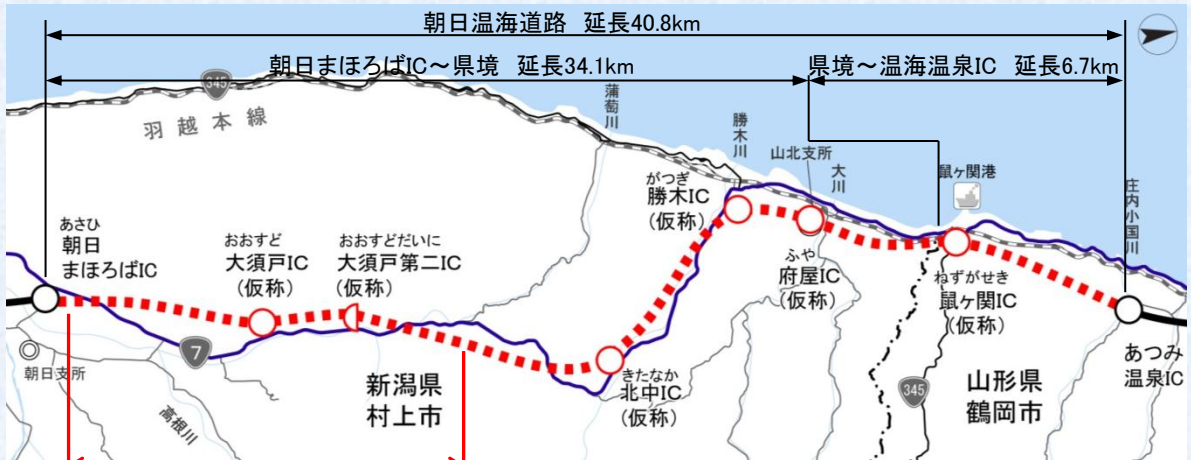 朝日温海道路 延長40.8km
朝日まほろばIC～県境 延長34.1km
県境～温海温泉IC 延長6.7km
345
羽越本線
蒲萄川
勝木川
山北支所
大川
鼠ヶ関港
庄内小国川
あさひ
朝日
まほろばIC
おおすど
大須戸IC
(仮称)
おおすどだいに
大須戸第二IC
(仮称)
がつぎ
勝木IC
(仮称)
ふや
府屋IC
(仮称)
ねずがせき
鼠ヶ関IC
(仮称)
あつみ
温泉IC
きたなか
北中IC
(仮称)
7
朝日支所
高根川
新潟県
村上市
345
山形県
鶴岡市